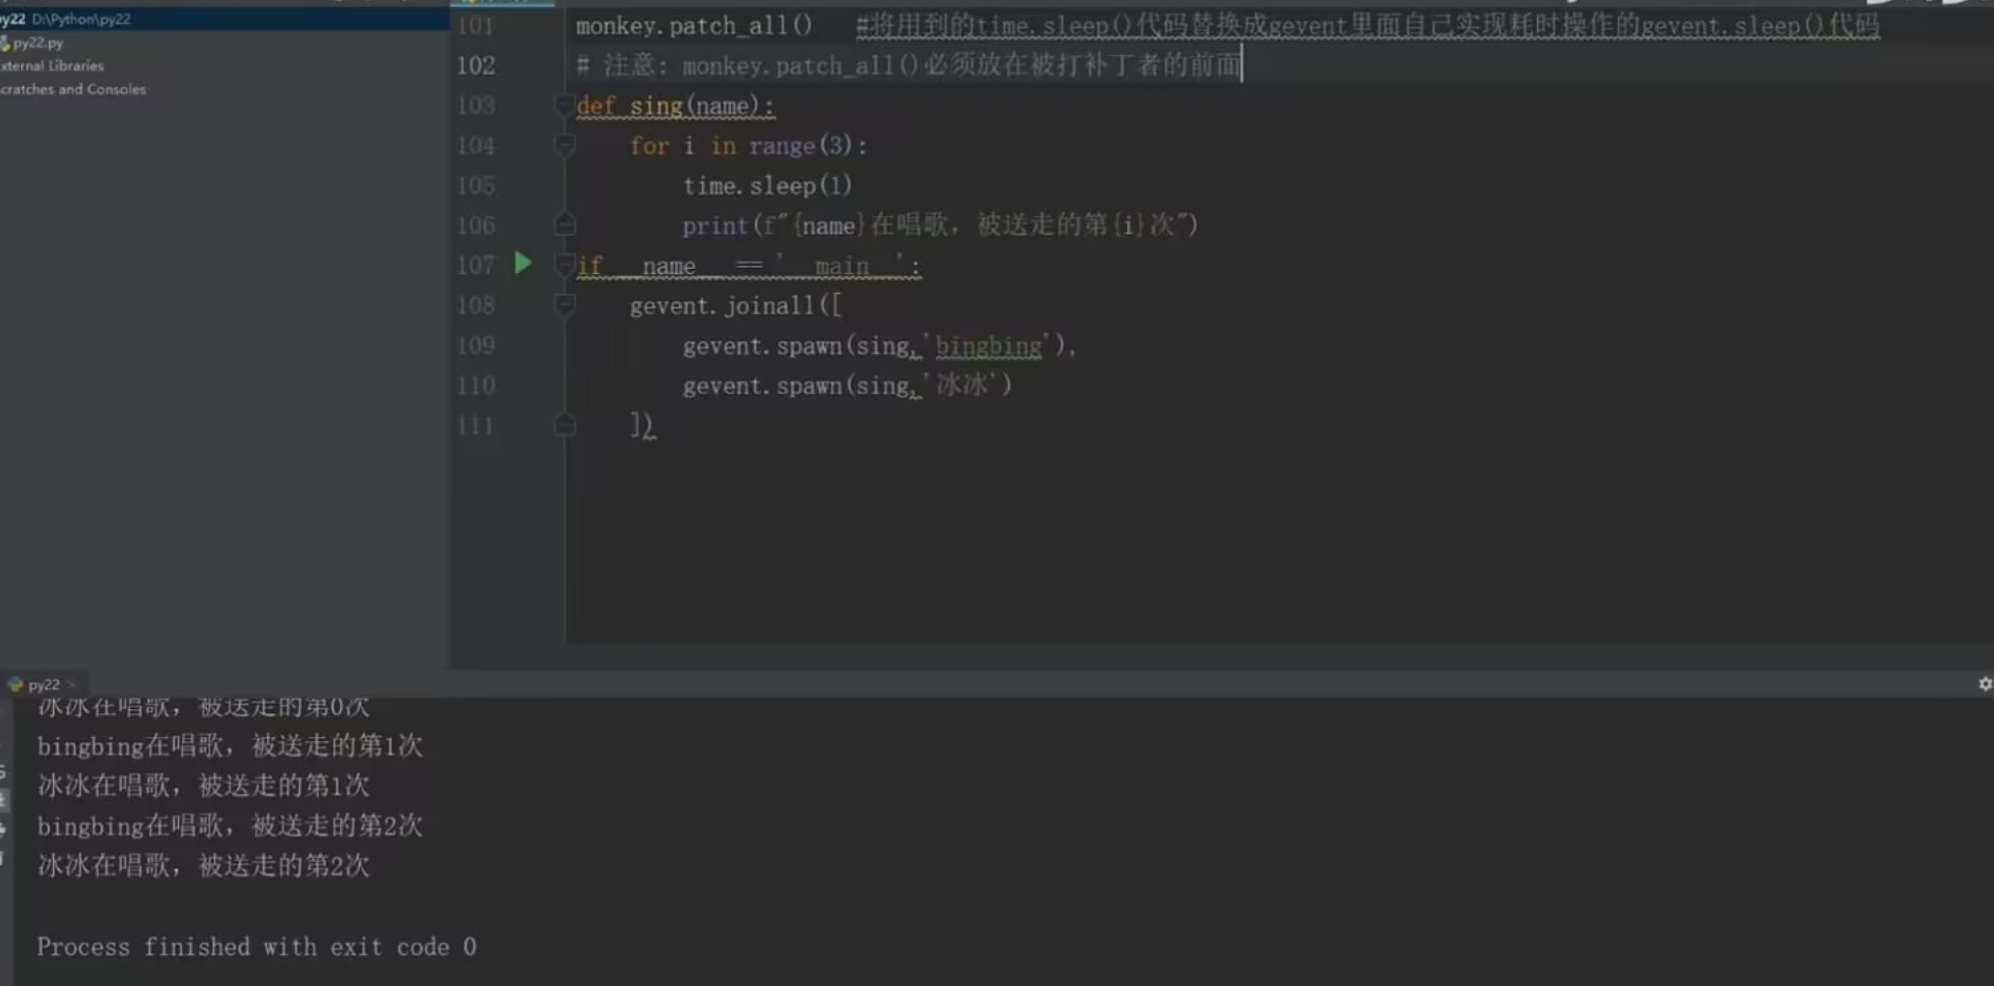 py22 D:\Python\py22
py22.py
xternal Libraries
cratches and Consoles
101 monkey.patch_all() #将用到的time.sleep()代码替换成gevent里面自己实现耗时操作的gevent.sleep()代码
102 # 注意: monkey.patch_all()必须放在被打补丁者的前面
103 def sing(name):
104 for i in range(3):
105 time.sleep(1)
106 print(f"{name}在唱歌，被送走的第{i}次")
107 if __name__ == '__main__':
108 gevent.joinall([
109 gevent.spawn(sing,'bingbing'),
110 gevent.spawn(sing,'冰冰')
111 ])
py22
冰冰在唱歌，被送走的第0次
bingbing在唱歌，被送走的第1次
冰冰在唱歌，被送走的第1次
bingbing在唱歌，被送走的第2次
冰冰在唱歌，被送走的第2次
Process finished with exit code 0